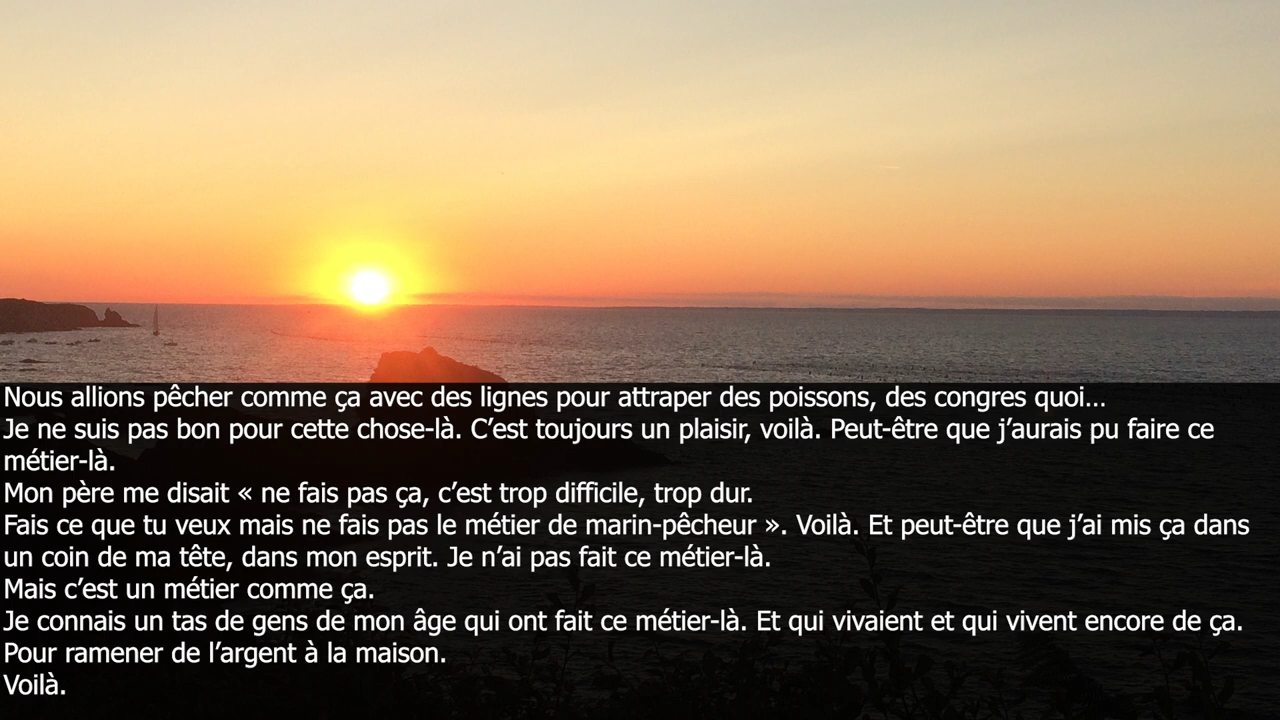 Nous allions pêcher comme ça avec des lignes pour attraper des poissons, des congres quoi…
Je ne suis pas bon pour cette chose-là. C’est toujours un plaisir, voilà. Peut-être que j’aurais pu faire ce
métier-là.
Mon père me disait « ne fais pas ça, c’est trop difficile, trop dur.
Fais ce que tu veux mais ne fais pas le métier de marin-pêcheur ». Voilà. Et peut-être que j’ai mis ça dans
un coin de ma tête, dans mon esprit. Je n’ai pas fait ce métier-là.
Mais c’est un métier comme ça.
Je connais un tas de gens de mon âge qui ont fait ce métier-là. Et qui vivaient et qui vivent encore de ça.
Pour ramener de l’argent à la maison.
Voilà.